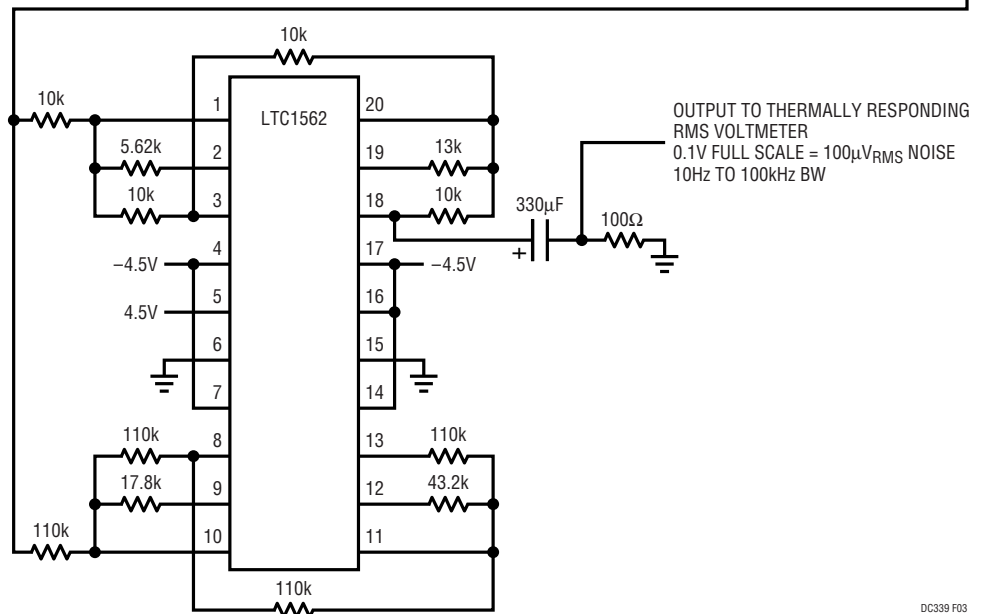 10k
10k
1
LTC1562
20
5.62k
2
19
13k
10k
3
18
10k
330µF
100Ω
OUTPUT TO THERMALLY RESPONDING
RMS VOLTMETER
0.1V FULL SCALE = 100µVRMS NOISE
10Hz TO 100kHz BW
+
–4.5V
4
17
–4.5V
4.5V
5
16
6
15
7
14
110k
8
13
110k
17.8k
9
12
43.2k
110k
10
11
110k
DC339 F03